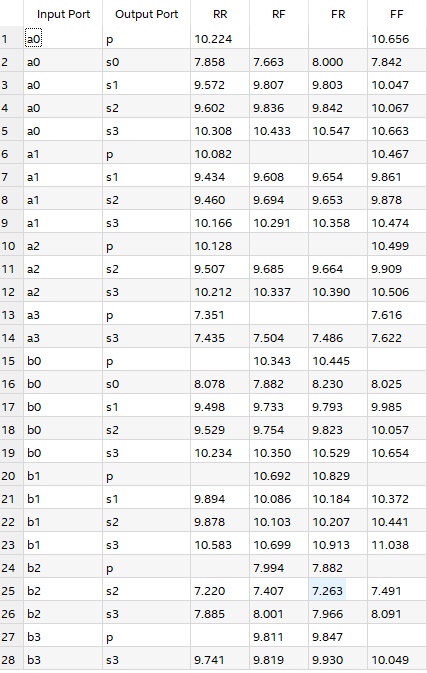 Input Port Output Port RR RF FR FF
1 a0 p 10.224 10.656
2 a0 s0 7.858 7.663 8.000 7.842
3 a0 s1 9.572 9.807 9.803 10.047
4 a0 s2 9.602 9.836 9.842 10.067
5 a0 s3 10.308 10.433 10.547 10.663
6 a1 p 10.082 10.467
7 a1 s1 9.434 9.608 9.654 9.861
8 a1 s2 9.460 9.694 9.653 9.878
9 a1 s3 10.166 10.291 10.358 10.474
10 a2 p 10.128 10.499
11 a2 s2 9.507 9.685 9.664 9.909
12 a2 s3 10.212 10.337 10.390 10.506
13 a3 p 7.351 7.616
14 a3 s3 7.435 7.504 7.486 7.622
15 b0 p 10.343 10.445
16 b0 s0 8.078 7.882 8.230 8.025
17 b0 s1 9.498 9.733 9.793 9.985
18 b0 s2 9.529 9.754 9.823 10.057
19 b0 s3 10.234 10.350 10.529 10.654
20 b1 p 10.692 10.829
21 b1 s1 9.894 10.086 10.184 10.372
22 b1 s2 9.878 10.103 10.207 10.441
23 b1 s3 10.583 10.699 10.913 11.038
24 b2 p 7.994 7.882
25 b2 s2 7.220 7.407 7.263 7.491
26 b2 s3 7.885 8.001 7.966 8.091
27 b3 p 9.811 9.847
28 b3 s3 9.741 9.819 9.930 10.049